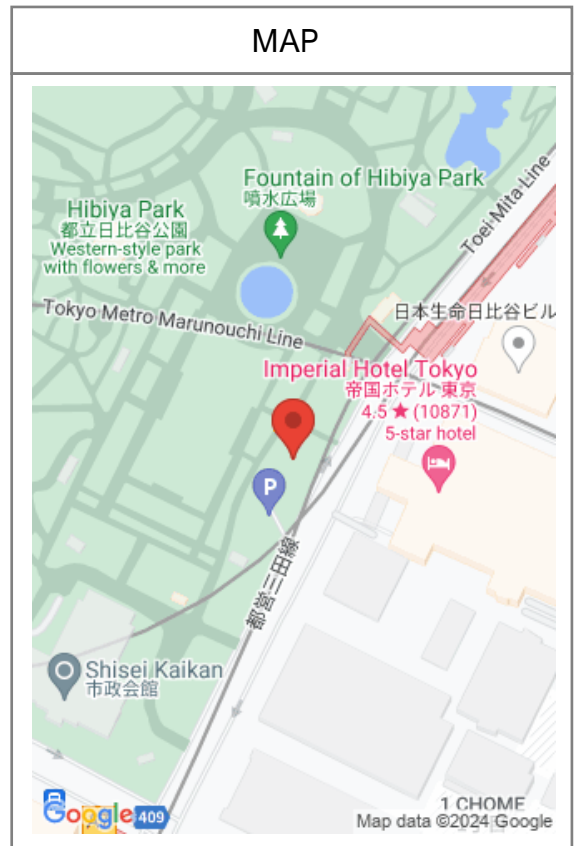 MAP
Fountain of Hibiya Park
噴水広場
Hibiya Park
都立日比谷公園
Western-style park
with flowers & more
Toei Mita Line
Tokyo Metro Marunouchi Line
日本生命日比谷ビル
Imperial Hotel Tokyo
帝国ホテル 東京
4.5 ★ (10871)
5-star hotel
P
都営三田線
Shisei Kaikan
市政会館
1 CHOME
Google
409
Map data ©2024 Google